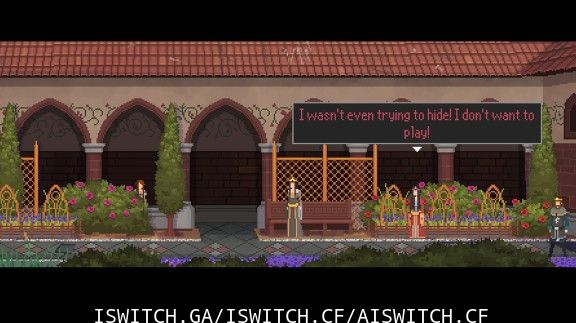 I wasn't even trying to hide! I don't want to
play!
ISWITCH.GA/ISWITCH.CF/AISWITCH.CF